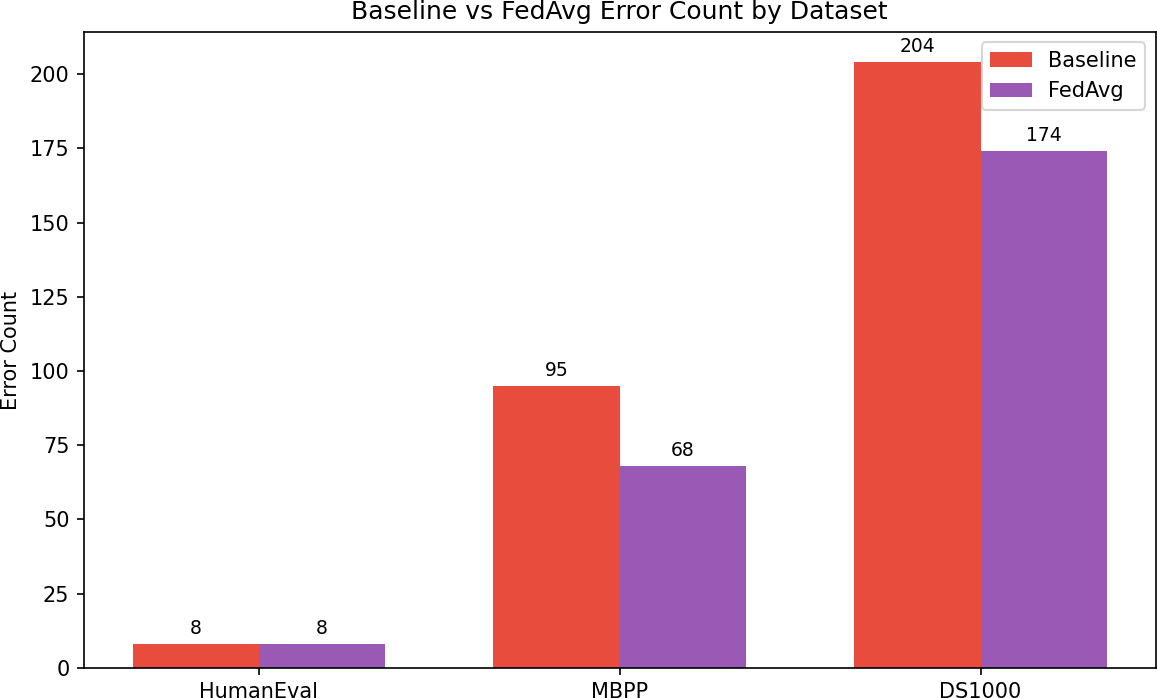 Baseline vs FedAvg Error Count by Dataset
Error Count
200
175
150
125
100
75
50
25
0
8
8
95
68
204
174
Baseline
FedAvg
HumanEval
MBPP
DS1000